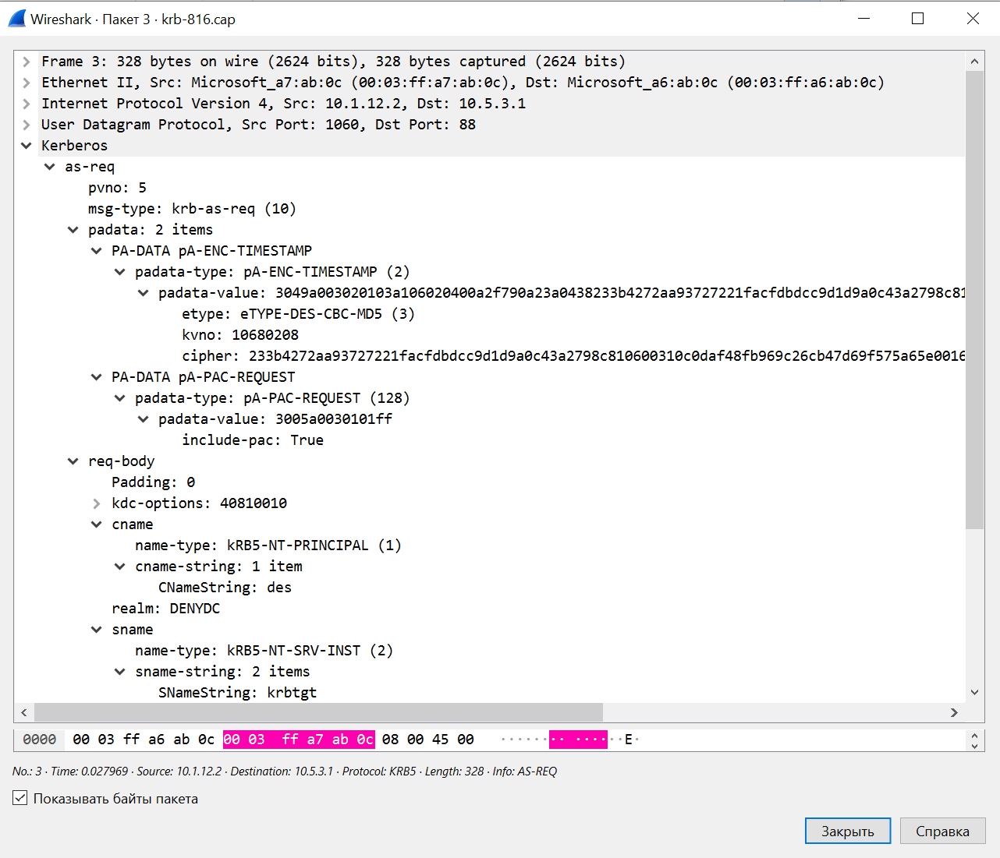 Wireshark · Пакет 3 · krb-816.cap
Frame 3: 328 bytes on wire (2624 bits), 328 bytes captured (2624 bits)
Ethernet II, Src: Microsoft_a7:ab:0c (00:03:ff:a7:ab:0c), Dst: Microsoft_a6:ab:0c (00:03:ff:a6:ab:0c)
Internet Protocol Version 4, Src: 10.1.12.2, Dst: 10.5.3.1
User Datagram Protocol, Src Port: 1060, Dst Port: 88
Kerberos
as-req
pvno: 5
msg-type: krb-as-req (10)
padata: 2 items
PA-DATA pA-ENC-TIMESTAMP
padata-type: pA-ENC-TIMESTAMP (2)
padata-value: 3049a003020103a106020400a2f790a23a0438233b4272aa93727221facfdbdcc9d1d9a0c43a2798c81
etype: eTYPE-DES-CBC-MD5 (3)
kvno: 10680208
cipher: 233b4272aa93727221facfdbdcc9d1d9a0c43a2798c810600310c0daf48fb969c26cb47d69f575a65e0016
PA-DATA pA-PAC-REQUEST
padata-type: pA-PAC-REQUEST (128)
padata-value: 3005a0030101ff
include-pac: True
req-body
Padding: 0
kdc-options: 40810010
cname
name-type: kRB5-NT-PRINCIPAL (1)
cname-string: 1 item
CNameString: des
realm: DENYDC
sname
name-type: kRB5-NT-SRV-INST (2)
sname-string: 2 items
SNameString: krbtgt
0000 00 03 ff a6 ab 0c 00 03 ff a7 ab 0c 08 00 45 00 ······ ·· ···· ··E·
No.: 3 · Time: 0.027969 · Source: 10.1.12.2 · Destination: 10.5.3.1 · Protocol: KRB5 · Length: 328 · Info: AS-REQ
Показывать байты пакета
Закрыть
Справка